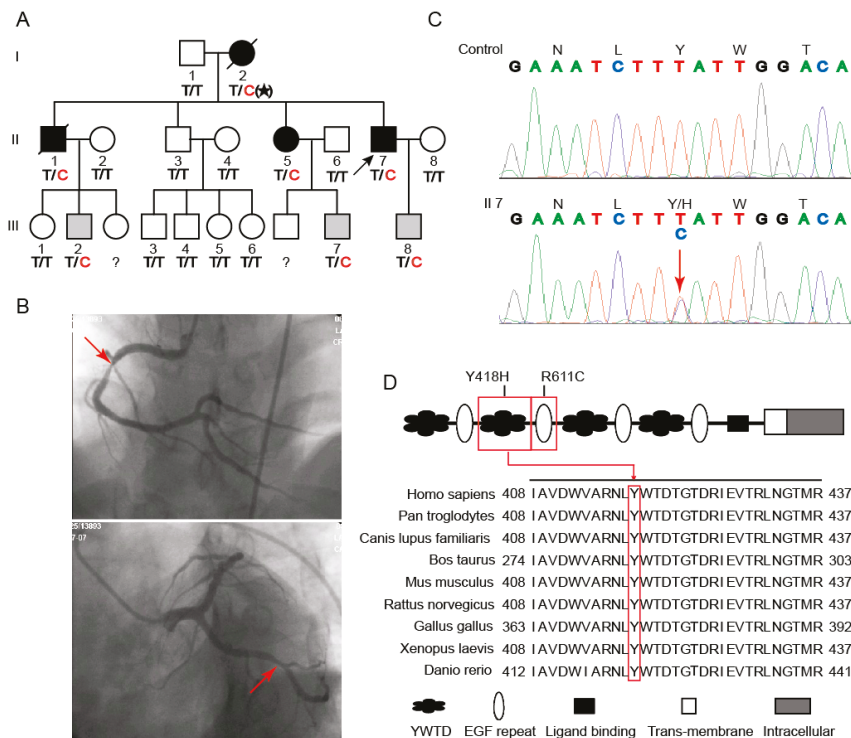 A
I
1
T/T
2
T/C(★)
II
1
T/C
2
T/T
3
T/T
4
T/T
5
T/C
6
T/T
7
T/C
8
T/T
III
1
T/T
2
T/C
?
3
T/T
4
T/T
5
T/T
6
T/T
?
7
T/C
8
T/C
B
25/13893
7-07
C
Control
N L Y W T
G A A A T C T T T A T T G G A C A
II 7
N L Y/H W T
G A A A T C T T T A T T G G A C A
C
D
Y418H R611C
Homo sapiens 408 IAVDWVARNLYWTDTGTDRIEVTRLNGTMR 437
Pan troglodytes 408 IAVDWVARNLYWTDTGTDRIEVTRLNGTMR 437
Canis lupus familiaris 408 IAVDWVARNLYWTDTGTDRIEVTRLNGTMR 437
Bos taurus 274 IAVDWVARNLYWTDTGTDRIEVTRLNGTMR 303
Mus musculus 408 IAVDWVARNLYWTDTGTDRIEVTRLNGTMR 437
Rattus norvegicus 408 IAVDWVARNLYWTDTGTDRIEVTRLNGTMR 437
Gallus gallus 363 IAVDWVARNLYWTDTGTDRIEVTRLNGTMR 392
Xenopus laevis 408 IAVDWVARNLYWTDTGTDRIEVTRLNGTMR 437
Danio rerio 412 IAVDWIARNLYWTDTGTDRIEVTRLNGTMR 441
YWTD EGF repeat Ligand binding Trans-membrane Intracellular